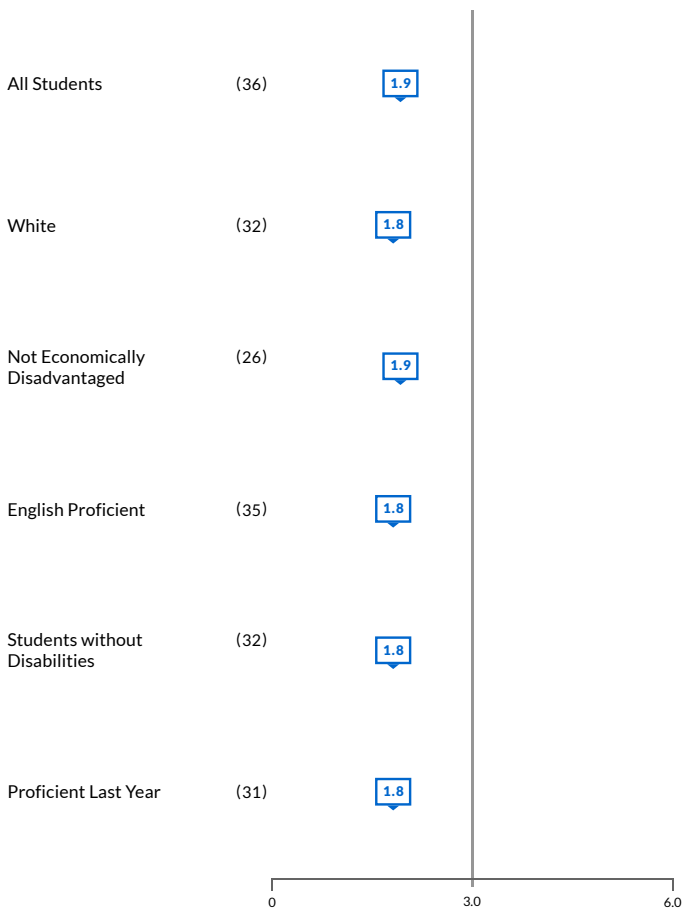 All Students (36) 1.9
White (32) 1.8
Not Economically (26) 1.9
Disadvantaged
English Proficient (35) 1.8
Students without (32) 1.8
Disabilities
Proficient Last Year (31) 1.8
0 3.0 6.0